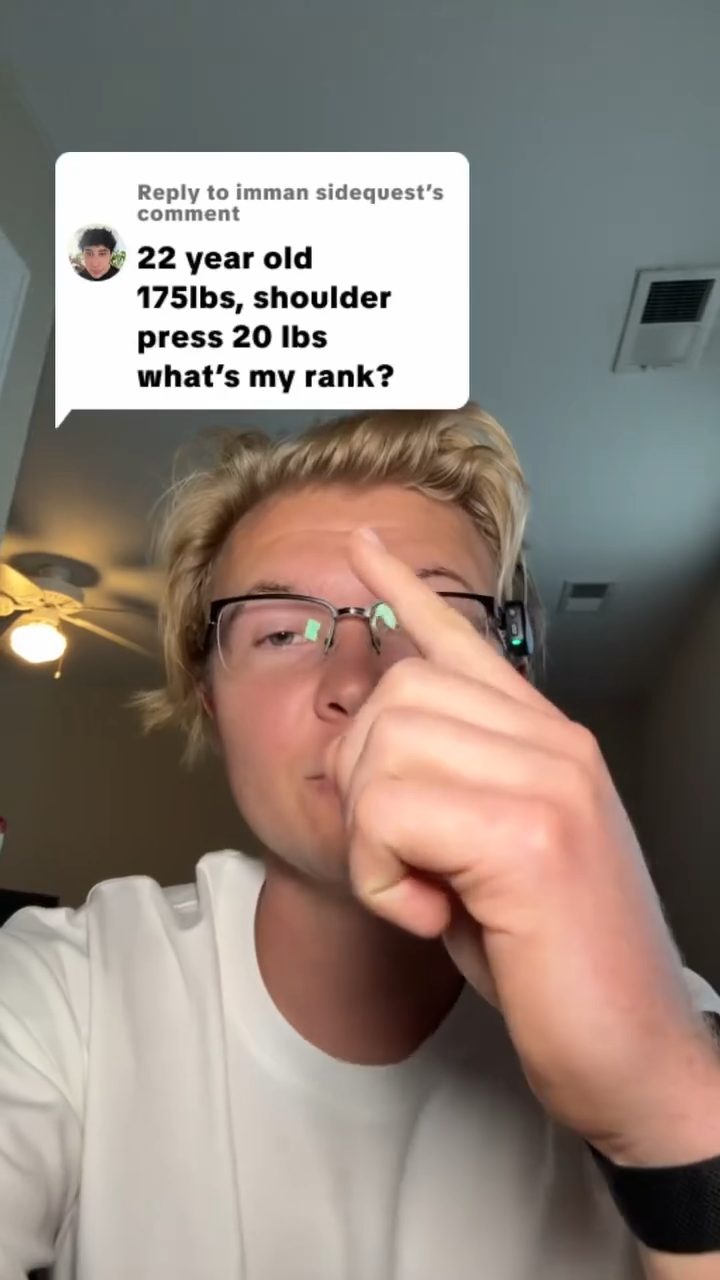 Reply to imman sidequest's
comment
22 year old
175lbs, shoulder
press 20 lbs
what's my rank?